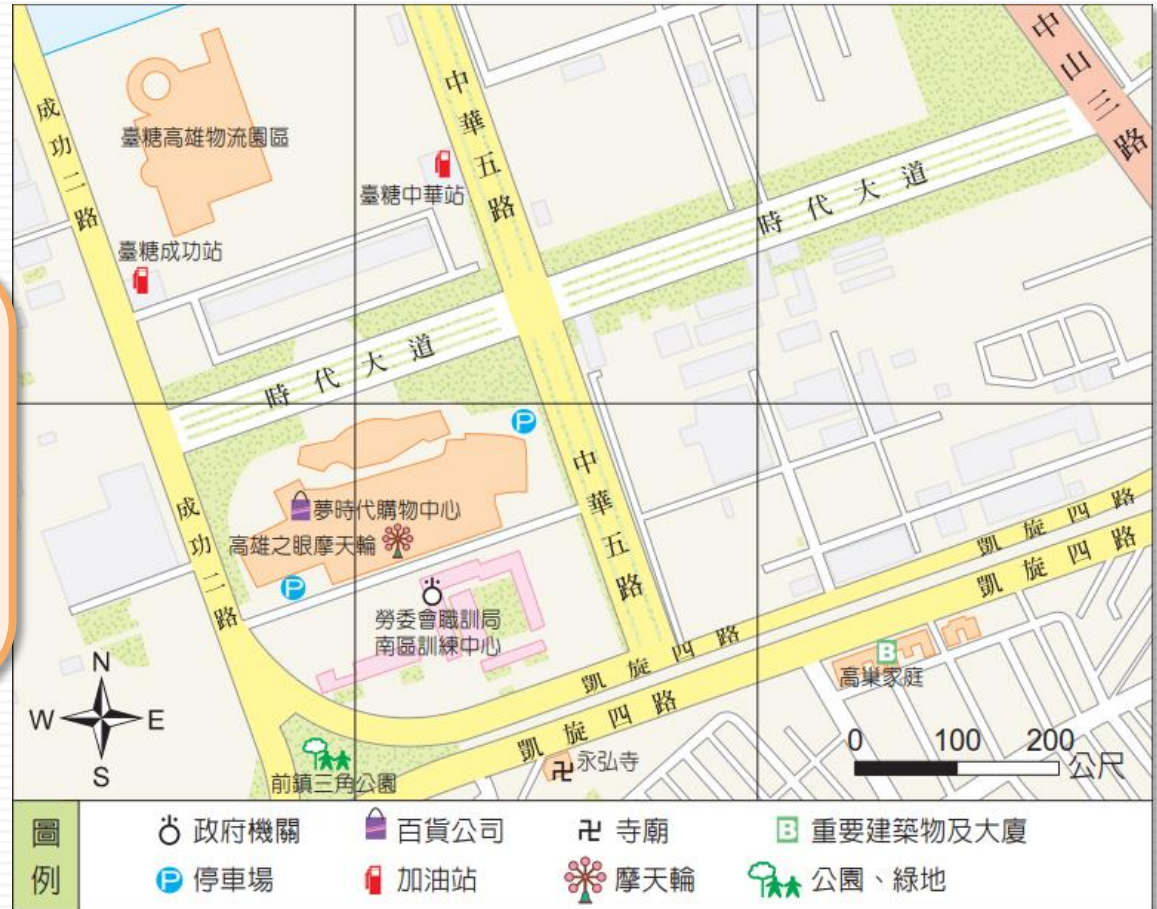 成功二路
臺糖高雄物流園區
中華五路
中山三路
臺糖中華站
時代大道
臺糖成功站
時代大道
夢時代購物中心
高雄之眼摩天輪
成功二路
中華五路
勞委會職訓局
南區訓練中心
凱旋四路
凱旋四路
凱旋四路
凱旋四路
高巢家庭
永弘寺
前鎮三角公園
N
W E
S
0 100 200 公尺
圖例
政府機關 百貨公司 卍 寺廟 B 重要建築物及大廈
P 停車場 加油站 摩天輪 公園、綠地
P
P
B
卍